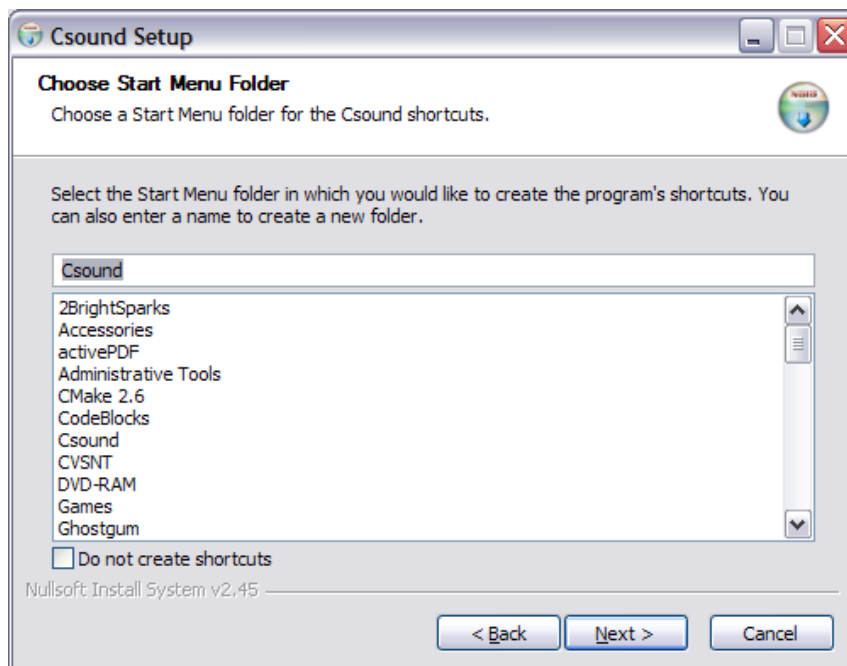 Csound Setup
Choose Start Menu Folder
Choose a Start Menu folder for the Csound shortcuts.
Select the Start Menu folder in which you would like to create the program's shortcuts. You
can also enter a name to create a new folder.
Csound
2BrightSparks
Accessories
activePDF
Administrative Tools
CMake 2.6
CodeBlocks
Csound
CVSNT
DVD-RAM
Games
Ghostgum
Do not create shortcuts
Nullsoft Install System v2.45
< Back
Next >
Cancel